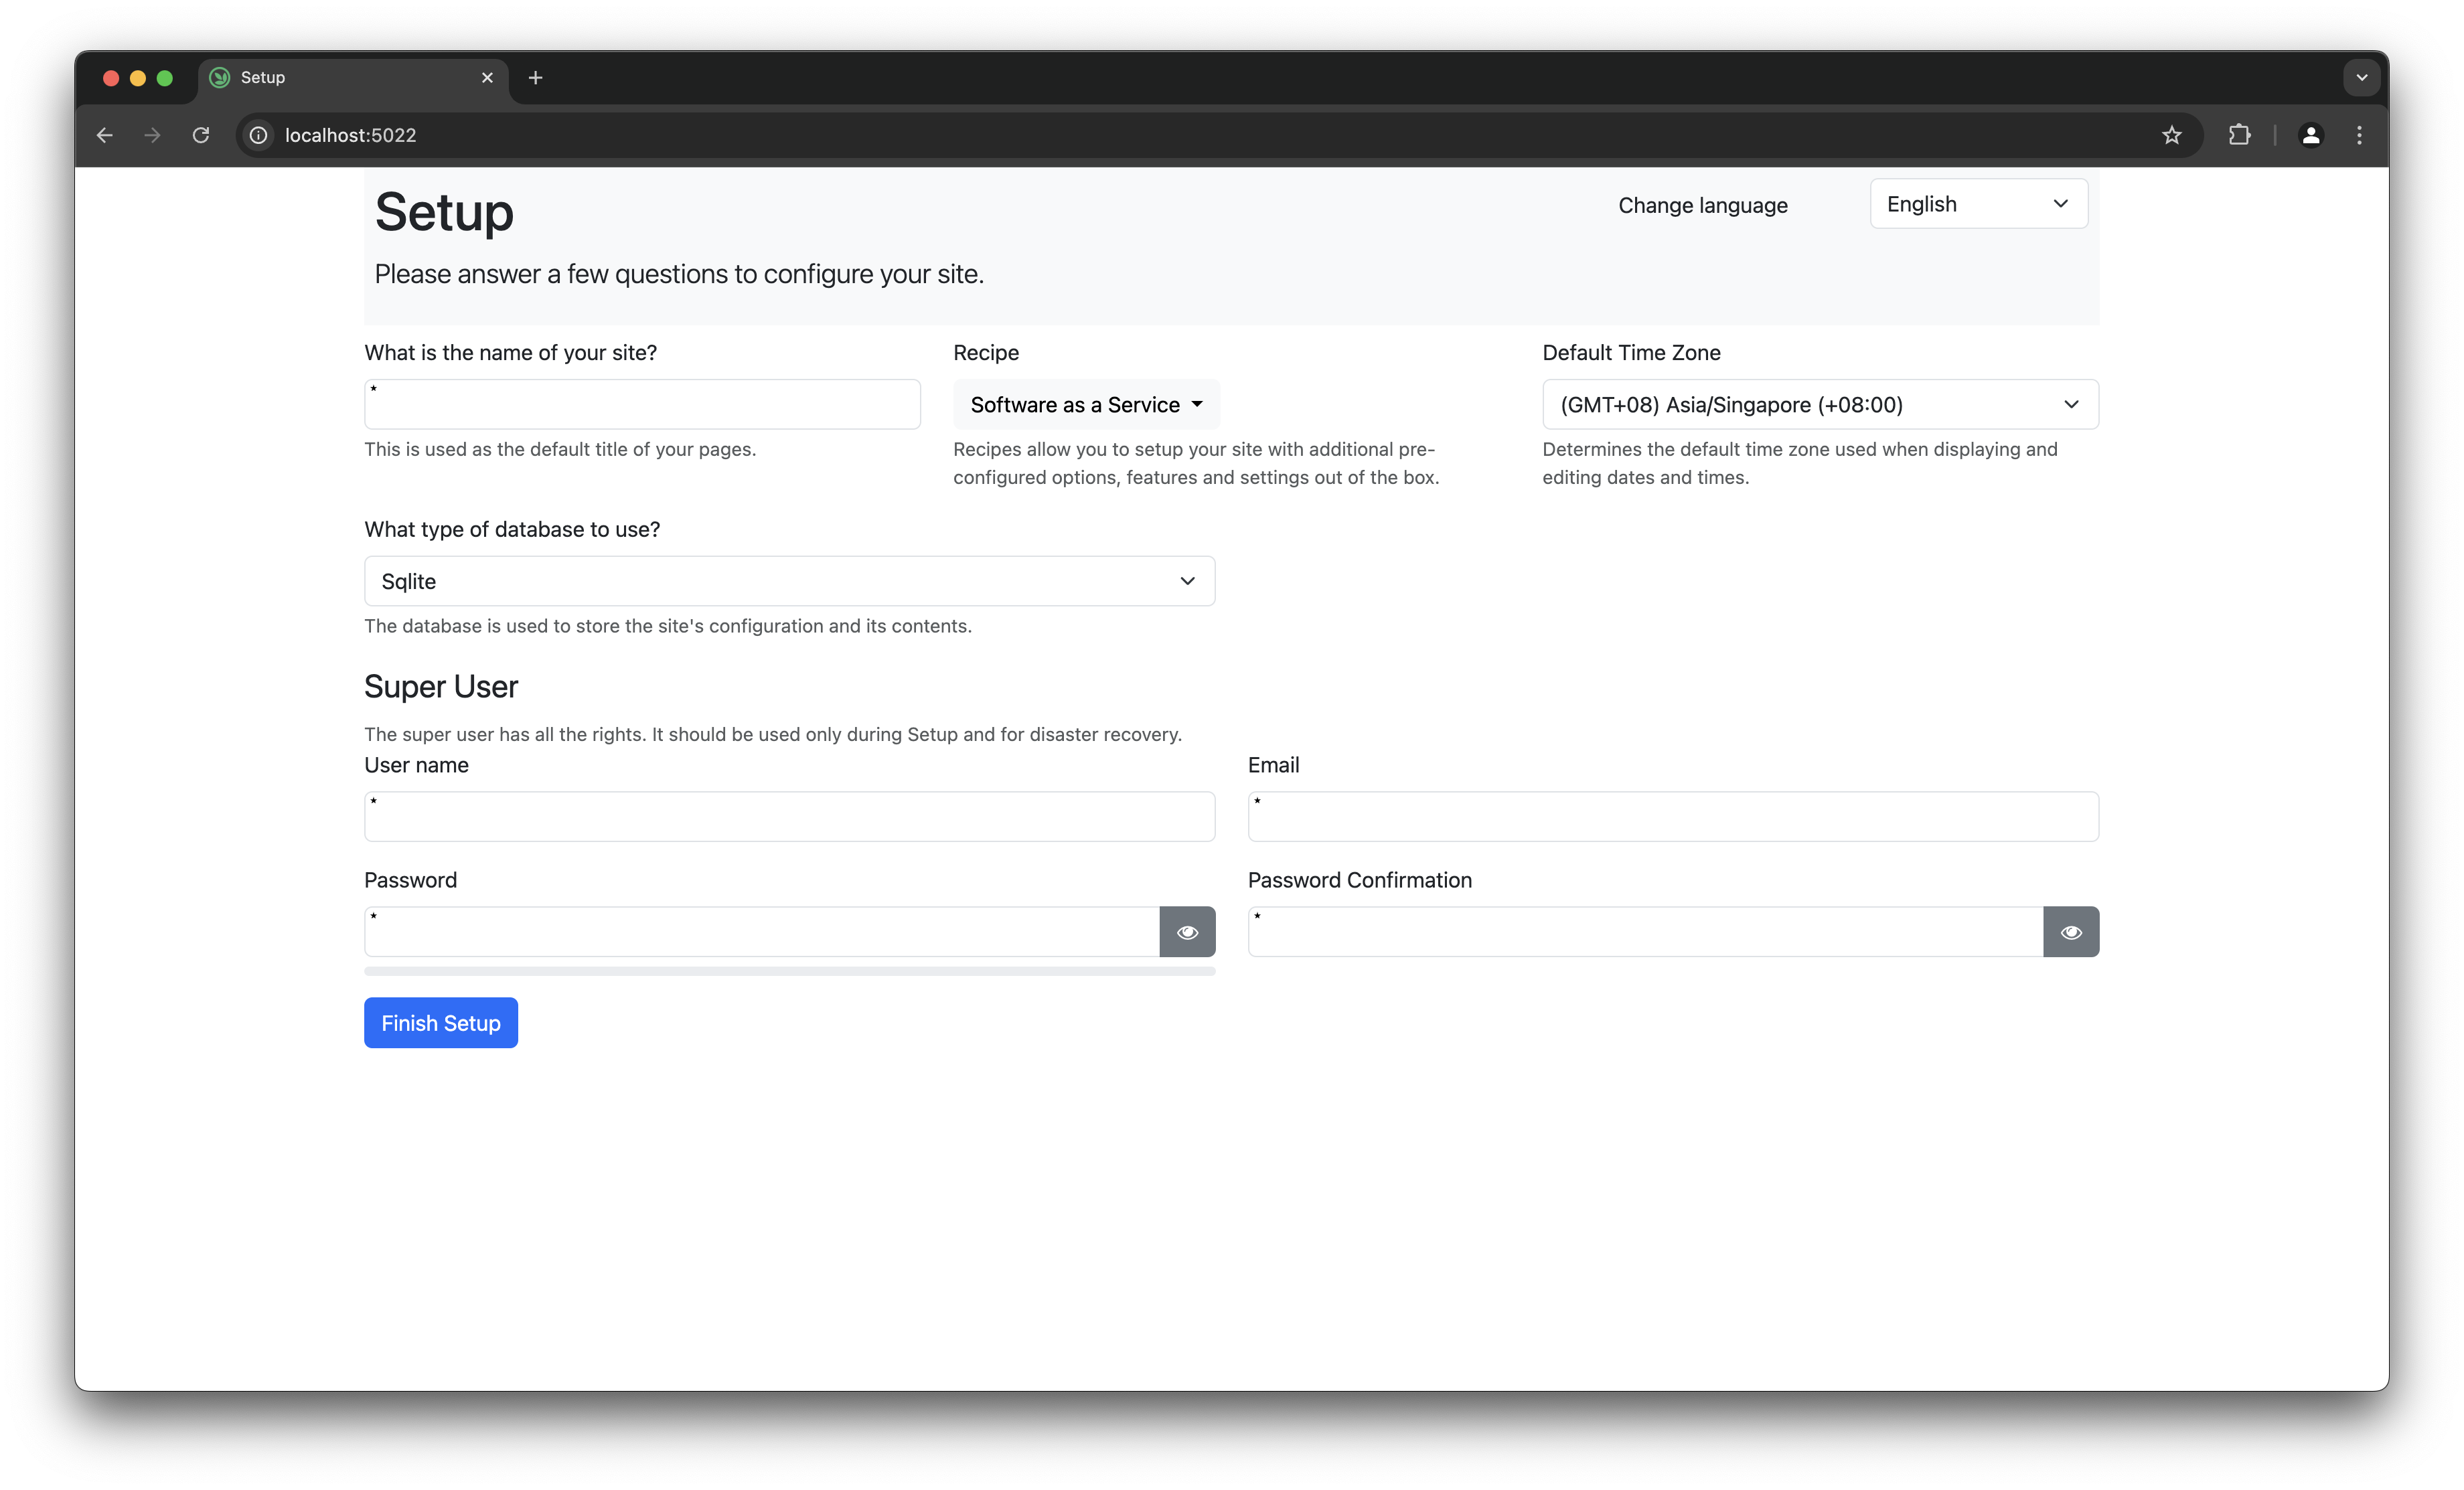 Setup
localhost:5022
Setup
Change language
English
Please answer a few questions to configure your site.
What is the name of your site?
*
This is used as the default title of your pages.
Recipe
Software as a Service
Recipes allow you to setup your site with additional pre-
configured options, features and settings out of the box.
Default Time Zone
(GMT+08) Asia/Singapore (+08:00)
Determines the default time zone used when displaying and
editing dates and times.
What type of database to use?
Sqlite
The database is used to store the site's configuration and its contents.
Super User
The super user has all the rights. It should be used only during Setup and for disaster recovery.
User name
*
Email
*
Password
*
Password Confirmation
*
Finish Setup